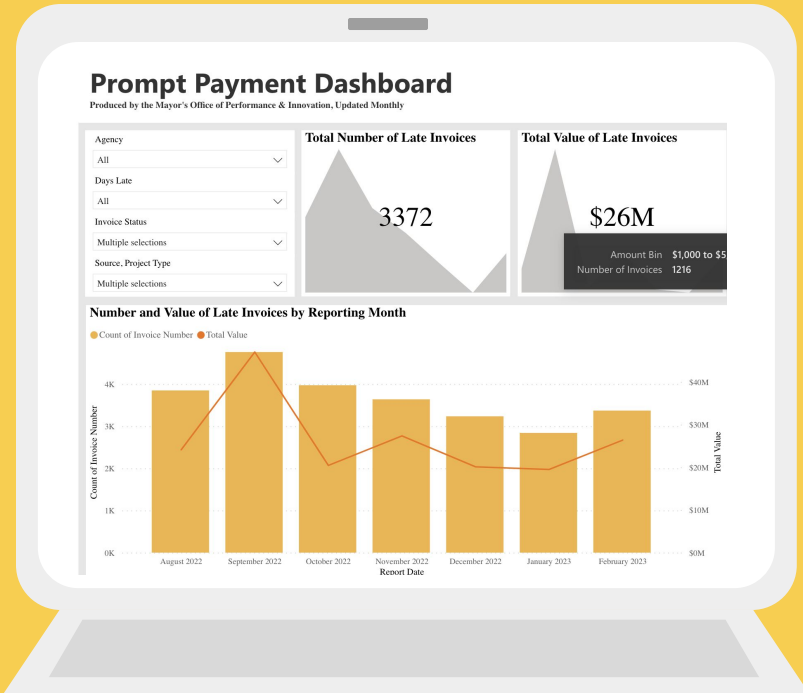 Prompt Payment Dashboard
Produced by the Mayor's Office of Performance & Innovation, Updated Monthly
Agency
All
Days Late
All
Invoice Status
Multiple selections
Source, Project Type
Multiple selections
Total Number of Late Invoices
3372
Total Value of Late Invoices
$26M
Amount Bin $1,000 to $5
Number of Invoices 1216
Number and Value of Late Invoices by Reporting Month
Count of Invoice Number Total Value
Count of Invoice Number
4K
3K
2K
1K
0K
$40M
$30M
$20M
$10M
$0M
Total Value
August 2022 September 2022 October 2022 November 2022 December 2022 January 2023 February 2023
Report Date